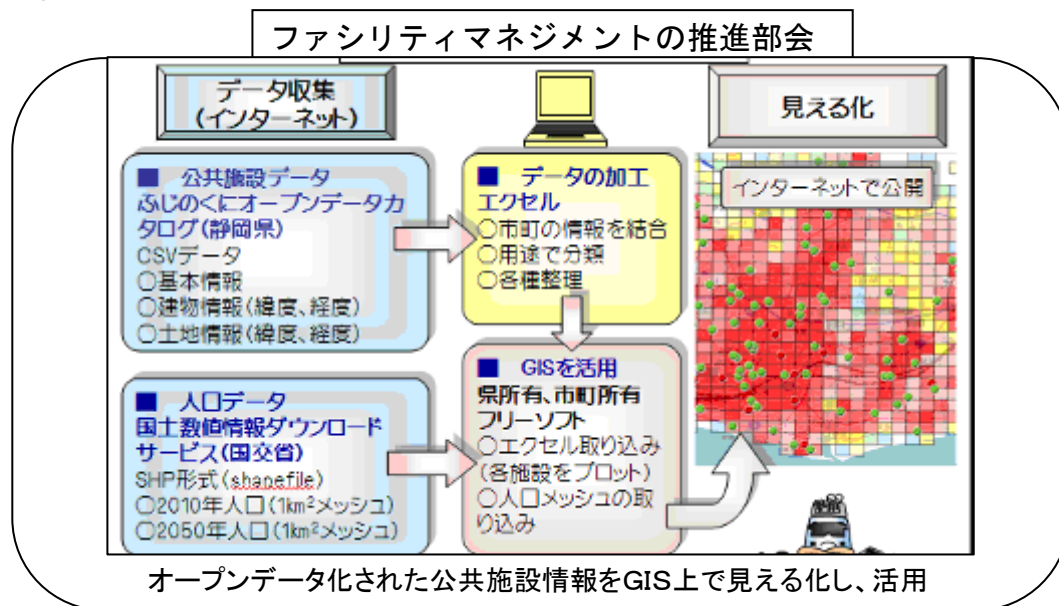 ファシリティマネジメントの推進部会
データ収集
(インターネット)
見える化
■ 公共施設データ
ふじのくにオープンデータカ
タログ(静岡県)
CSVデータ
○基本情報
○建物情報(緯度、経度)
○土地情報(緯度、経度)
■ データの加工
エクセル
○市町の情報を結合
○用途で分類
○各種整理
インターネットで公開
■ 人口データ
国土数値情報ダウンロード
サービス(国交省)
SHP形式(shapefile)
○2010年人口(1km²メッシュ)
○2050年人口(1km²メッシュ)
■ GISを活用
県所有、市町所有
フリーソフト
○エクセル取り込み
(各施設をプロット)
○人口メッシュの取
り込み
オープンデータ化された公共施設情報をGIS上で見える化し、活用